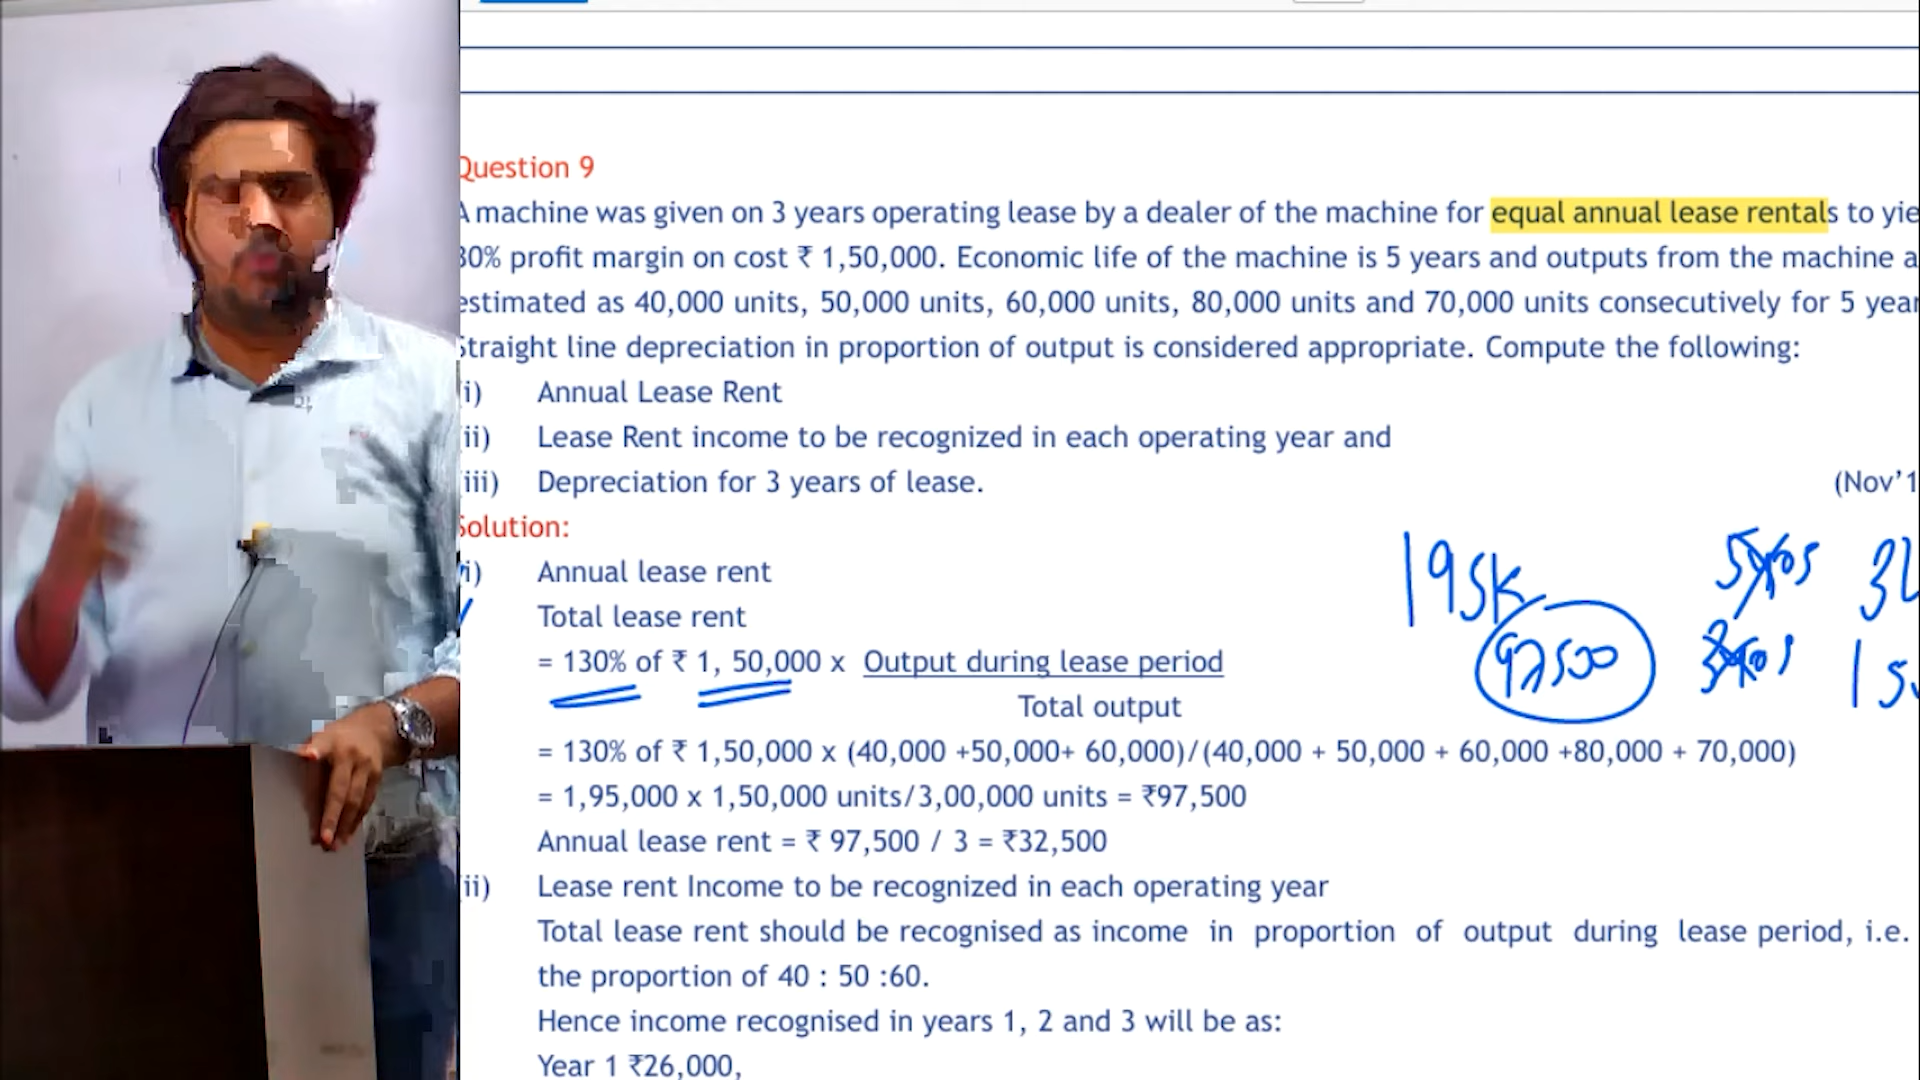 Question 9
A machine was given on 3 years operating lease by a dealer of the machine for equal annual lease rentals to yie
30% profit margin on cost ₹ 1,50,000. Economic life of the machine is 5 years and outputs from the machine a
estimated as 40,000 units, 50,000 units, 60,000 units, 80,000 units and 70,000 units consecutively for 5 year
Straight line depreciation in proportion of output is considered appropriate. Compute the following:
i) Annual Lease Rent
ii) Lease Rent income to be recognized in each operating year and
iii) Depreciation for 3 years of lease. (Nov’1
Solution:
i) Annual lease rent
195K
Total lease rent
= 130% of ₹ 1, 50,000 x Output during lease period
97500
Total output
= 130% of ₹ 1,50,000 x (40,000 +50,000+ 60,000)/(40,000 + 50,000 + 60,000 +80,000 + 70,000)
= 1,95,000 x 1,50,000 units/3,00,000 units = ₹97,500
Annual lease rent = ₹ 97,500 / 3 = ₹32,500
ii) Lease rent Income to be recognized in each operating year
Total lease rent should be recognised as income in proportion of output during lease period, i.e.
the proportion of 40 : 50 :60.
Hence income recognised in years 1, 2 and 3 will be as:
Year 1 ₹26,000,